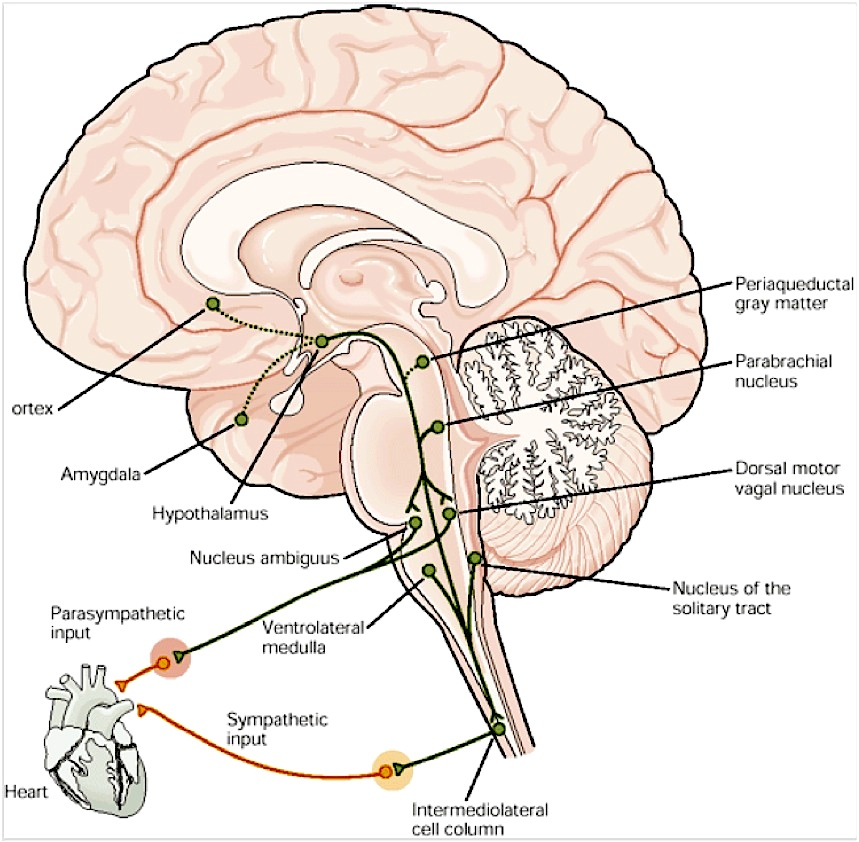 Periaqueductal
gray matter
Parabrachial
nucleus
ortex
Amygdala
Dorsal motor
vagal nucleus
Hypothalamus
Nucleus ambiguus
Nucleus of the
solitary tract
Parasympathetic
input
Ventrolateral
medulla
Sympathetic
input
Heart
Intermediolateral
cell column